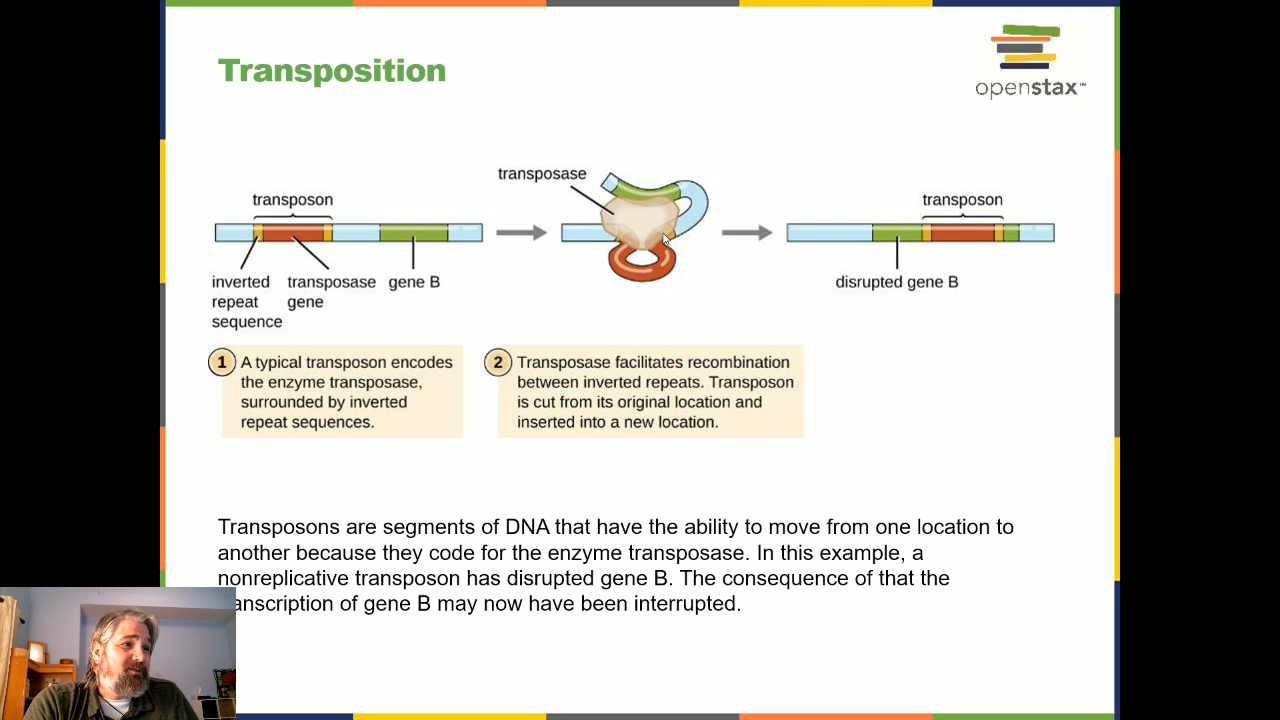 Transposition
openstax™
transposon
inverted
repeat
sequence
transposase
gene
gene B
transposase
transposon
disrupted gene B
1
A typical transposon encodes
the enzyme transposase,
surrounded by inverted
repeat sequences.
2
Transposase facilitates recombination
between inverted repeats. Transposon
is cut from its original location and
inserted into a new location.
Transposons are segments of DNA that have the ability to move from one location to
another because they code for the enzyme transposase. In this example, a
nonreplicative transposon has disrupted gene B. The consequence of that the
anscription of gene B may now have been interrupted.